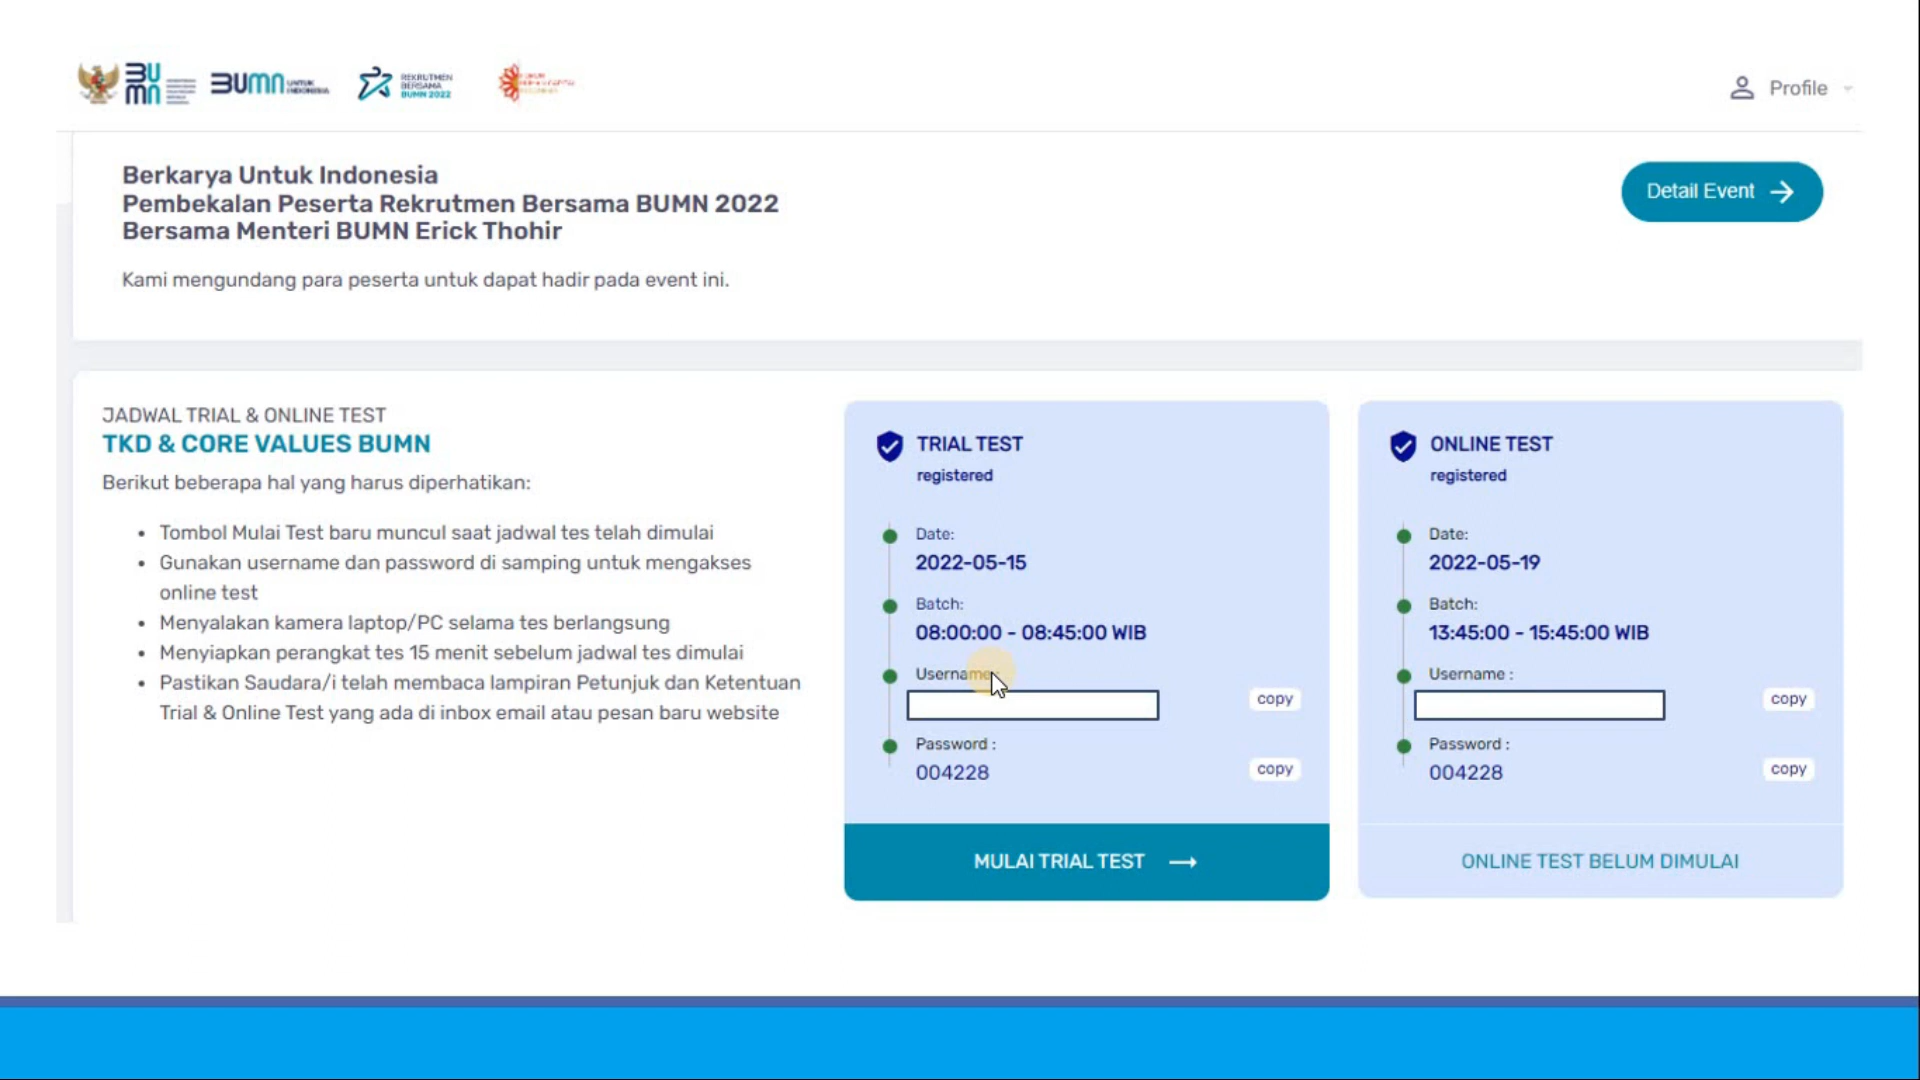 BUMN
BUMN UNTUK INDONESIA
REKRUTMEN
BERSAMA
BUMN 2022
Profile
Berkarya Untuk Indonesia
Pembekalan Peserta Rekrutmen Bersama BUMN 2022
Bersama Menteri BUMN Erick Thohir
Kami mengundang para peserta untuk dapat hadir pada event ini.
Detail Event
JADWAL TRIAL & ONLINE TEST
TKD & CORE VALUES BUMN
Berikut beberapa hal yang harus diperhatikan:
Tombol Mulai Test baru muncul saat jadwal tes telah dimulai
Gunakan username dan password di samping untuk mengakses
online test
Menyalakan kamera laptop/PC selama tes berlangsung
Menyiapkan perangkat tes 15 menit sebelum jadwal tes dimulai
Pastikan Saudara/i telah membaca lampiran Petunjuk dan Ketentuan
Trial & Online Test yang ada di inbox email atau pesan baru website
TRIAL TEST
registered
Date:
2022-05-15
Batch:
08:00:00 - 08:45:00 WIB
Username :
copy
Password :
004228
copy
MULAI TRIAL TEST
ONLINE TEST
registered
Date:
2022-05-19
Batch:
13:45:00 - 15:45:00 WIB
Username :
copy
Password :
004228
copy
ONLINE TEST BELUM DIMULAI